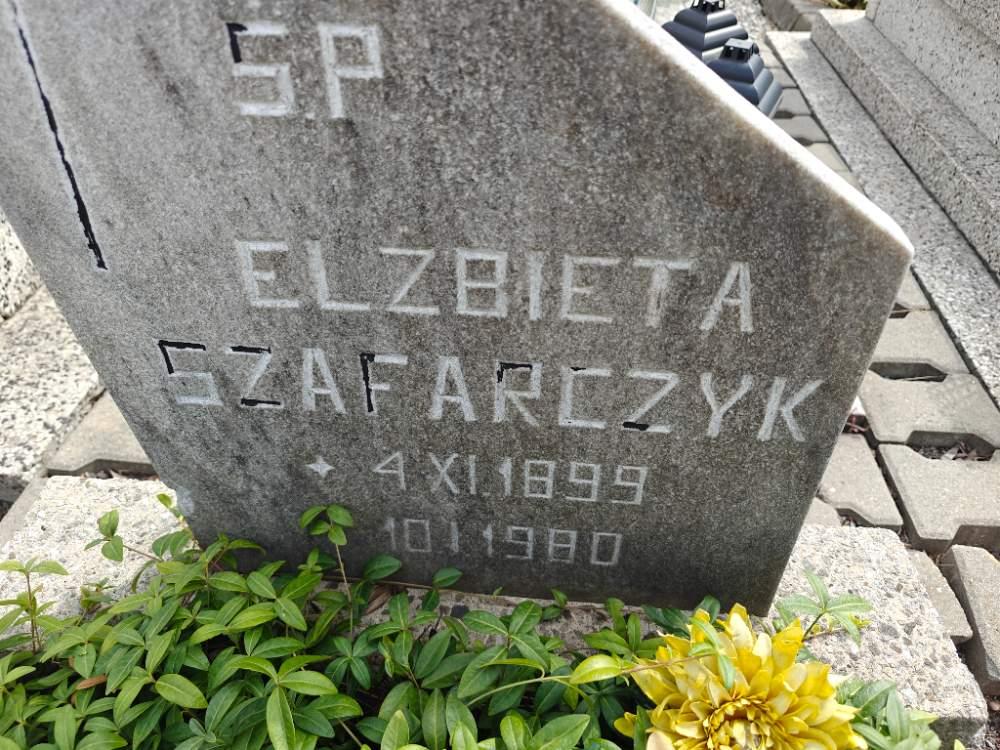 S.P
ELZBIETA
SZAFARCZYK
4 XI.1899
10 I 1980